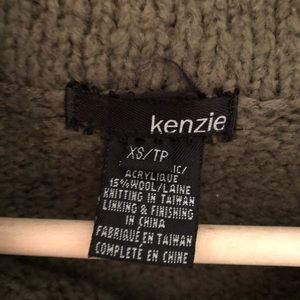 kenzie
XS/TP
IC/
ACRYLIQUE
15% WOOL/LAINE
KNITTING IN TAIWAN
LINKING & FINISHING
IN CHINA
FABRIQUÉ EN TAIWAN
COMPLETÉ EN CHINE